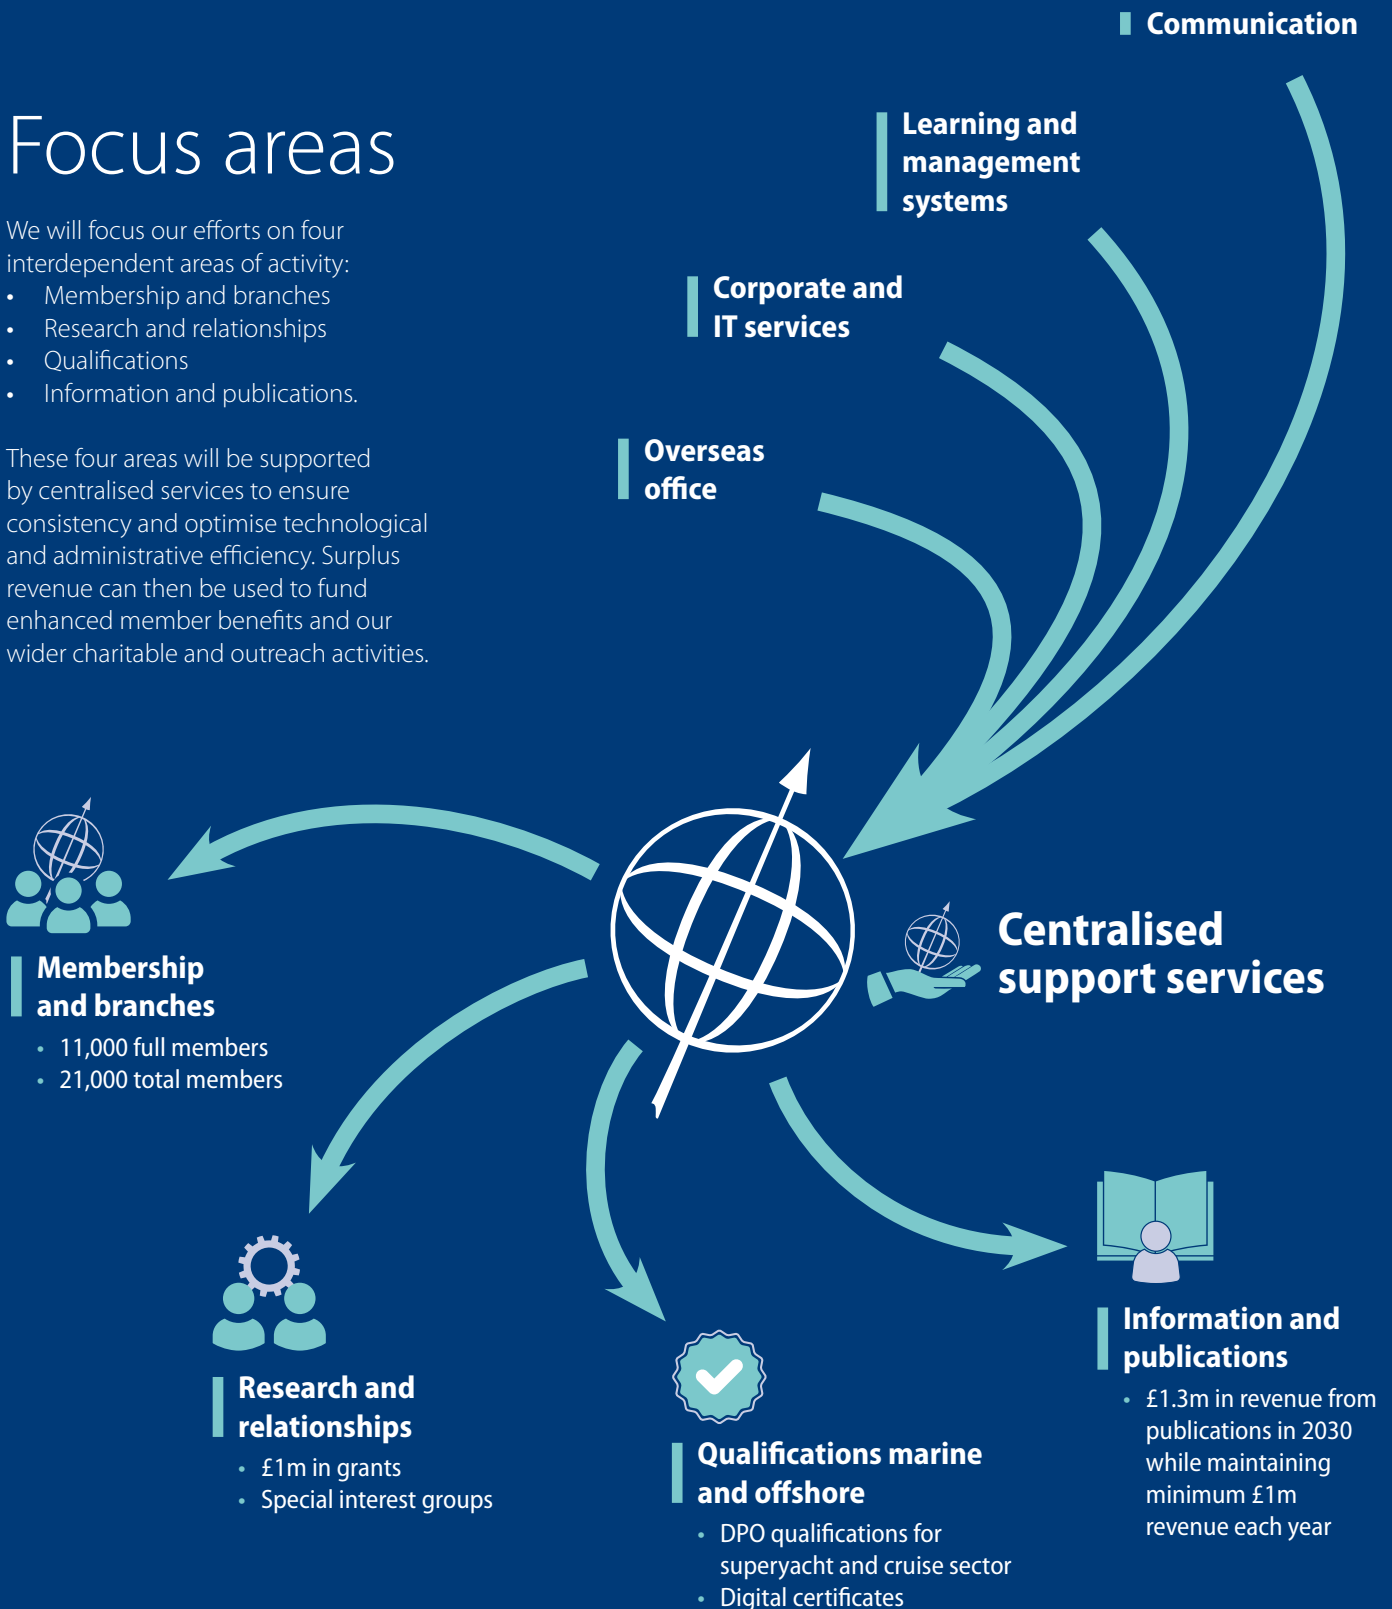 Communication
Focus areas
We will focus our efforts on four
interdependent areas of activity:
• Membership and branches
• Research and relationships
• Qualifications
• Information and publications.
These four areas will be supported
by centralised services to ensure
consistency and optimise technological
and administrative efficiency. Surplus
revenue can then be used to fund
enhanced member benefits and our
wider charitable and outreach activities.
Learning and
management
systems
Corporate and
IT services
Overseas
office
Centralised
support services
Membership
and branches
• 11,000 full members
• 21,000 total members
Research and
relationships
• £1m in grants
• Special interest groups
Qualifications marine
and offshore
• DPO qualifications for
superyacht and cruise sector
• Digital certificates
Information and
publications
• £1.3m in revenue from
publications in 2030
while maintaining
minimum £1m
revenue each year